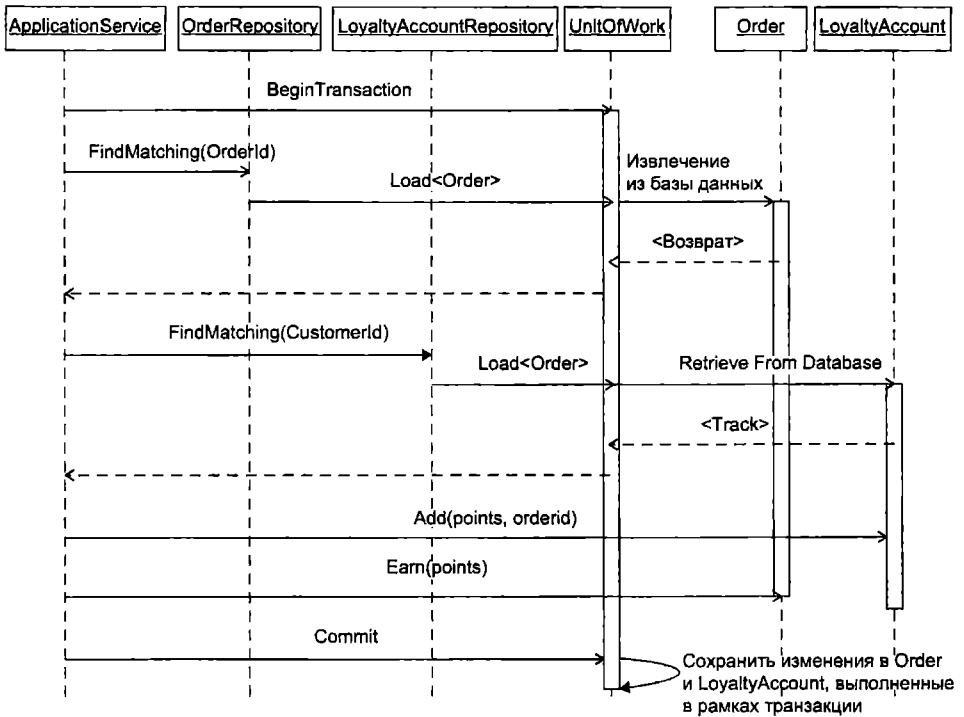 ApplicationService
OrderRepository
LoyaltyAccountRepository
UnitOfWork
Order
LoyaltyAccount
BeginTransaction
FindMatching(OrderId)
Извлечение
из базы данных
Load<Order>
<Возврат>
FindMatching(CustomerId)
Load<Order>
Retrieve From Database
<Track>
Add(points, orderid)
Earn(points)
Commit
Сохранить изменения в Order
и LoyaltyAccount, выполненные
в рамках транзакции